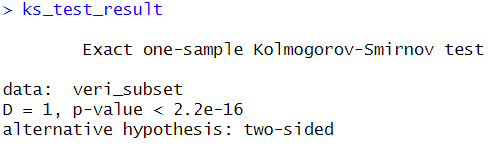 > ks_test_result
Exact one-sample Kolmogorov-Smirnov test
data:  veri_subset
D = 1, p-value < 2.2e-16
alternative hypothesis: two-sided